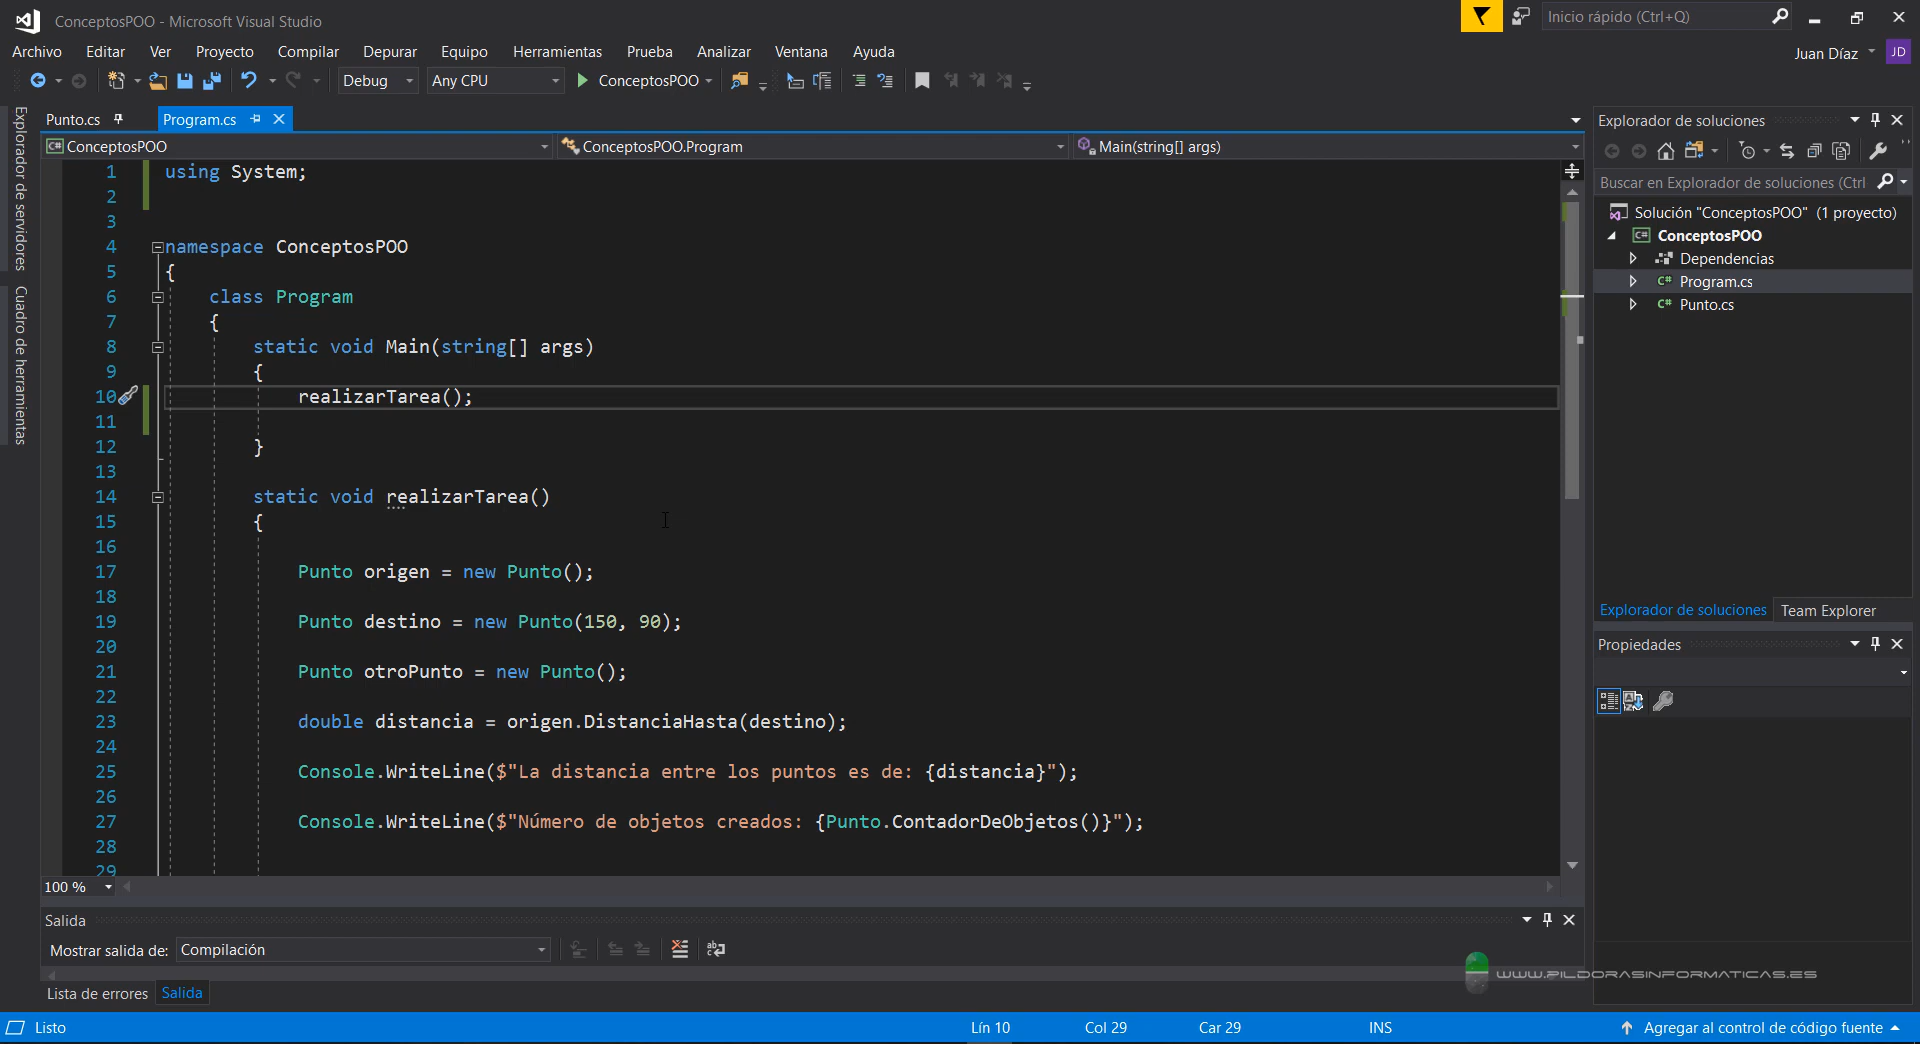 ConceptosPOO - Microsoft Visual Studio
Inicio rápido (Ctrl+Q)
Archivo Editar Ver Proyecto Compilar Depurar Equipo Herramientas Prueba Analizar Ventana Ayuda
Juan Díaz JD
Debug Any CPU ConceptosPOO
Explorador de servidores
Cuadro de herramientas
Punto.cs Program.cs
ConceptosPOO ConceptosPOO.Program Main(string[] args)
1 using System;
2
3
4 namespace ConceptosPOO
5 {
6 class Program
7 {
8 static void Main(string[] args)
9 {
10 realizarTarea();
11
12 }
13
14 static void realizarTarea()
15 {
16
17 Punto origen = new Punto();
18
19 Punto destino = new Punto(150, 90);
20
21 Punto otroPunto = new Punto();
22
23 double distancia = origen.DistanciaHasta(destino);
24
25 Console.WriteLine($"La distancia entre los puntos es de: {distancia}");
26
27 Console.WriteLine($"Número de objetos creados: {Punto.ContadorDeObjetos()}");
28
29
100 %
Explorador de soluciones
Buscar en Explorador de soluciones (Ctrl
Solución "ConceptosPOO" (1 proyecto)
C# ConceptosPOO
Dependencias
C# Program.cs
C# Punto.cs
Explorador de soluciones Team Explorer
Propiedades
Salida
Mostrar salida de: Compilación
Lista de errores Salida
WWW.PILDORASINFORMATICAS.ES
Listo Lín 10 Col 29 Car 29 INS Agregar al control de código fuente